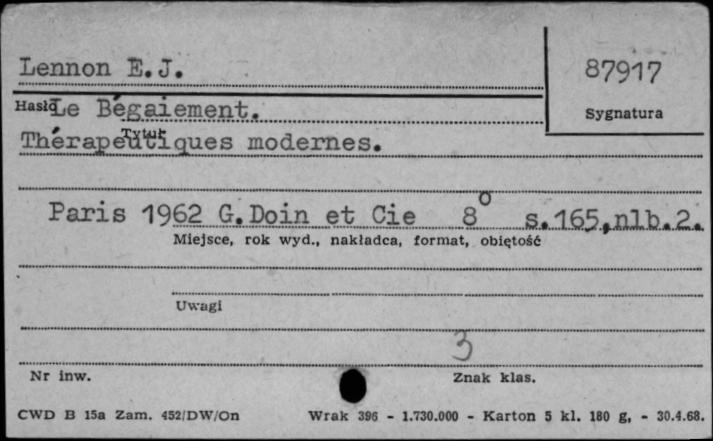 Lennon E.J.
87917
Hasło
Le Bégaiement.
Sygnatura
Tytuł
Thérapeutiques modernes.
Paris 1962 G.Doin et Cie 8° s.165,nlb.2.
Miejsce, rok wyd., nakładca, format, objętość
Uwagi
3
Nr inw.
Znak klas.
CWD B 15a Zam. 452/DW/On Wrak 396 - 1.730.000 - Karton 5 kl. 180 g, - 30.4.68.